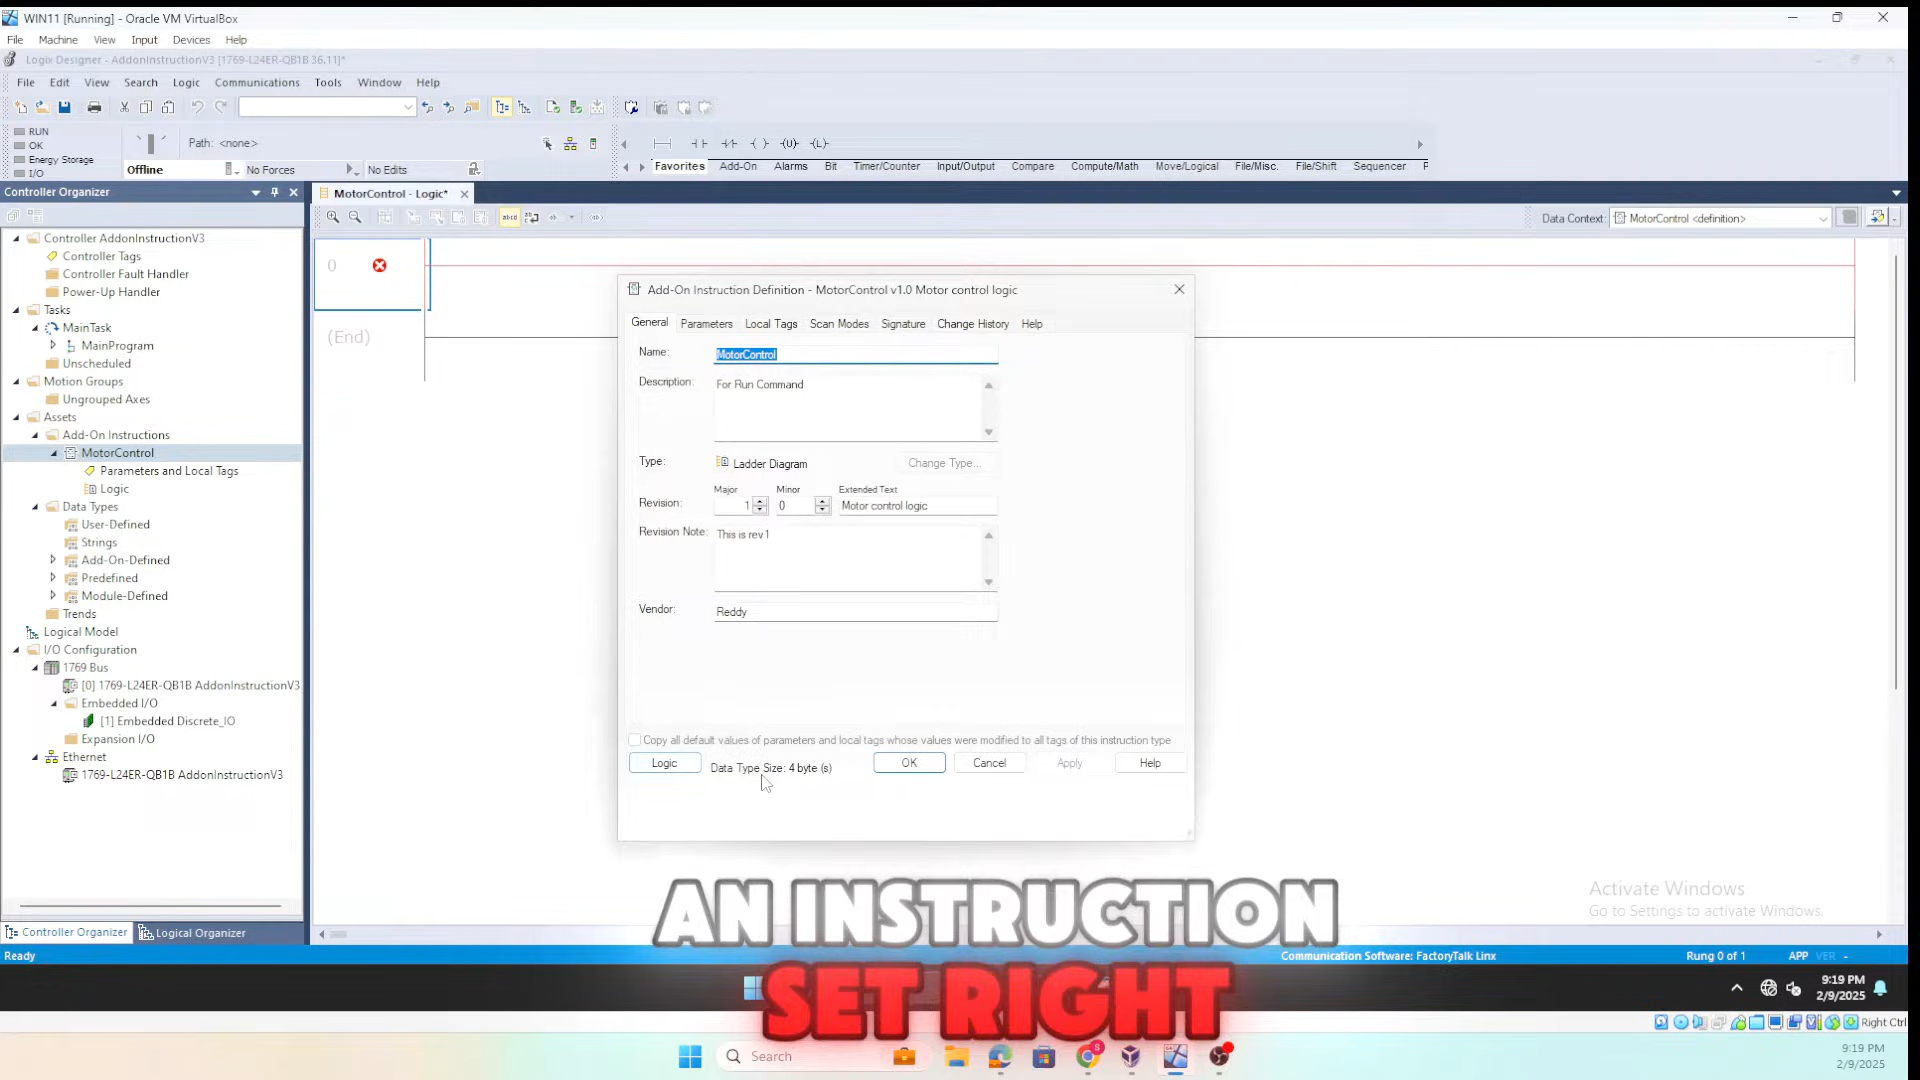 WIN11 [Running] - Oracle VM VirtualBox
File Machine View Input Devices Help
Logix Designer - AddonInstructionV3 [1769-L24ER-QB1B 36.11]*
File Edit View Search Logic Communications Tools Window Help
RUN
OK
Energy Storage
I/O
Path: <none>
Offline No Forces No Edits
Favorites Add-On Alarms Bit Timer/Counter Input/Output Compare Compute/Math Move/Logical File/Misc. File/Shift Sequencer
Controller Organizer
MotorControl - Logic*
Data Context: MotorControl <definition>
Controller AddonInstructionV3
Controller Tags
Controller Fault Handler
Power-Up Handler
Tasks
MainTask
MainProgram
Unscheduled
Motion Groups
Ungrouped Axes
Assets
Add-On Instructions
MotorControl
Parameters and Local Tags
Logic
Data Types
User-Defined
Strings
Add-On-Defined
Predefined
Module-Defined
Trends
Logical Model
I/O Configuration
1769 Bus
[0] 1769-L24ER-QB1B AddonInstructionV3
Embedded I/O
[1] Embedded Discrete_IO
Expansion I/O
Ethernet
1769-L24ER-QB1B AddonInstructionV3
Controller Organizer Logical Organizer
0
(End)
Add-On Instruction Definition - MotorControl v1.0 Motor control logic
General Parameters Local Tags Scan Modes Signature Change History Help
Name: MotorControl
Description: For Run Command
Type: Ladder Diagram Change Type...
Major Minor Extended Text
Revision: 1 0 Motor control logic
Revision Note: This is rev1
Vendor: Reddy
Copy all default values of parameters and local tags whose values were modified to all tags of this instruction type
Logic Data Type Size: 4 byte (s) OK Cancel Apply Help
Activate Windows
Go to Settings to activate Windows.
AN INSTRUCTION
SET RIGHT
Ready Communication Software: FactoryTalk Linx Rung 0 of 1 APP VER
9:19 PM
2/9/2025
Right Ctrl
Search
9:19 PM
2/9/2025